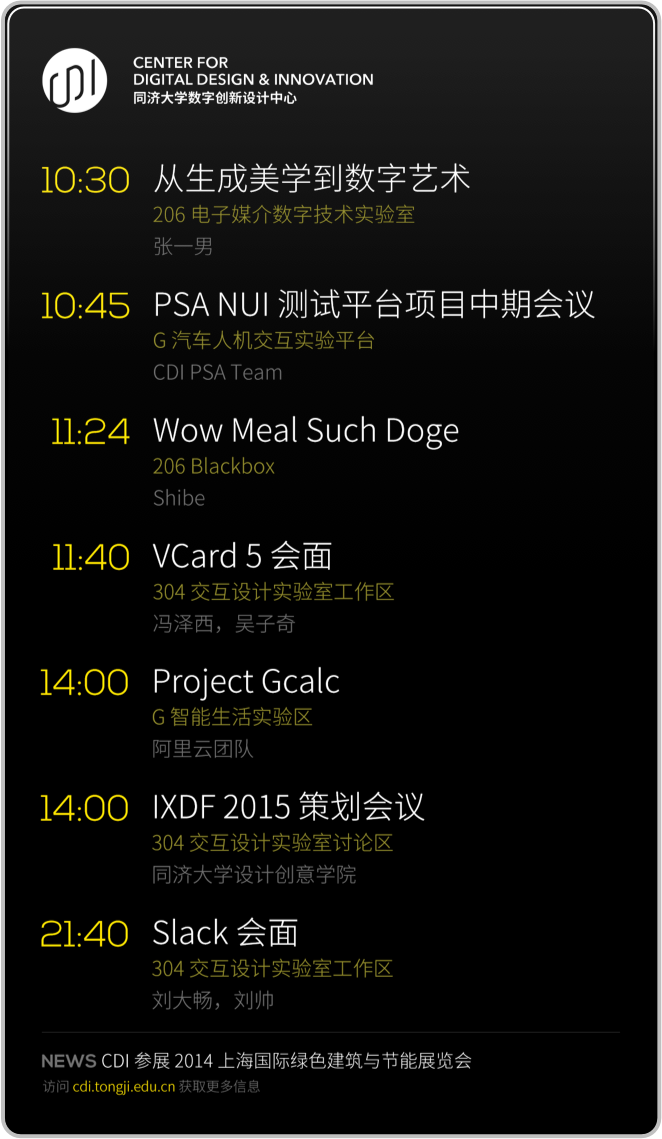 CDI
CENTER FOR
DIGITAL DESIGN & INNOVATION
同济大学数字创新设计中心
10:30 从生成美学到数字艺术
206 电子媒介数字技术实验室
张一男
10:45 PSA NUI 测试平台项目中期会议
G 汽车人机交互实验平台
CDI PSA Team
11:24 Wow Meal Such Doge
206 Blackbox
Shibe
11:40 VCard 5 会面
304 交互设计实验室工作区
冯泽西，吴子奇
14:00 Project Gcalc
G 智能生活实验区
阿里云团队
14:00 IXDF 2015 策划会议
304 交互设计实验室讨论区
同济大学设计创意学院
21:40 Slack 会面
304 交互设计实验室工作区
刘大畅，刘帅
NEWS CDI 参展 2014 上海国际绿色建筑与节能展览会
访问 cdi.tongji.edu.cn 获取更多信息